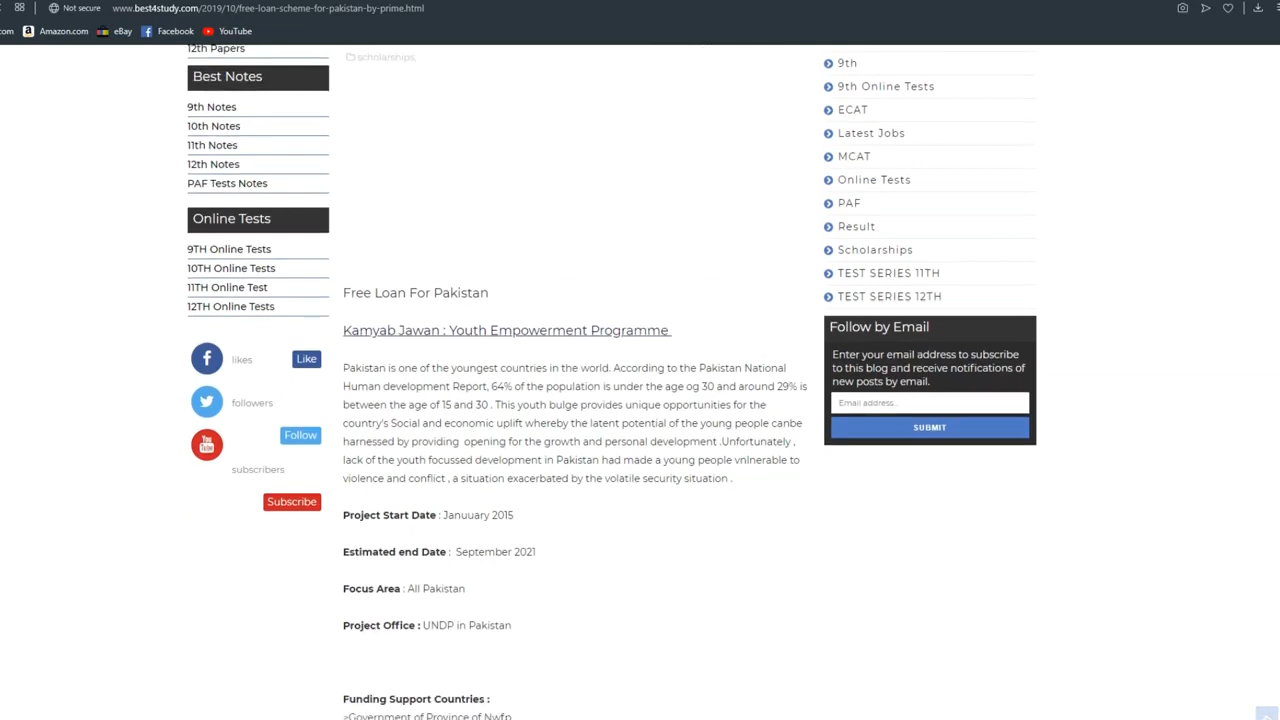 Not secure www.best4study.com/2019/10/free-loan-scheme-for-pakistan-by-prime.html
com Amazon.com eBay Facebook YouTube
12th Papers
Best Notes
9th Notes
10th Notes
11th Notes
12th Notes
PAF Tests Notes
Online Tests
9TH Online Tests
10TH Online Tests
11TH Online Test
12TH Online Tests
likes Like
followers
Follow
subscribers
Subscribe
scholarships,
Free Loan For Pakistan
Kamyab Jawan : Youth Empowerment Programme
Pakistan is one of the youngest countries in the world. According to the Pakistan National
Human development Report, 64% of the population is under the age og 30 and around 29% is
between the age of 15 and 30 . This youth bulge provides unique opportunities for the
country's Social and economic uplift whereby the latent potential of the young people canbe
harnessed by providing opening for the growth and personal development .Unfortunately ,
lack of the youth focussed development in Pakistan had made a young people vnlnerable to
violence and conflict , a situation exacerbated by the volatile security situation .
Project Start Date : Januuary 2015
Estimated end Date : September 2021
Focus Area : All Pakistan
Project Office : UNDP in Pakistan
Funding Support Countries :
>Government of Province of Nwfp
9th
9th Online Tests
ECAT
Latest Jobs
MCAT
Online Tests
PAF
Result
Scholarships
TEST SERIES 11TH
TEST SERIES 12TH
Follow by Email
Enter your email address to subscribe
to this blog and receive notifications of
new posts by email.
Email address...
SUBMIT